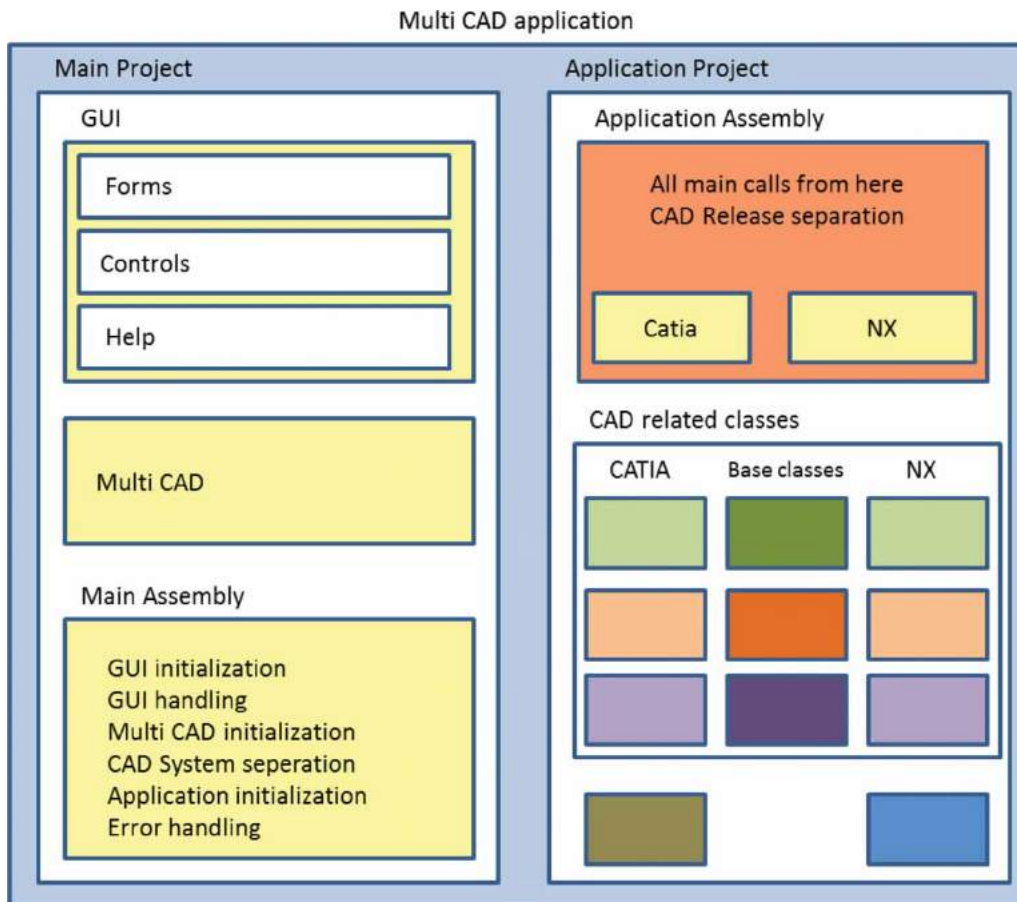 Multi CAD application
Main Project
GUI
Forms
Controls
Help
Multi CAD
Main Assembly
GUI initialization
GUI handling
Multi CAD initialization
CAD System seperation
Application initialization
Error handling
Application Project
Application Assembly
All main calls from here
CAD Release separation
Catia
NX
CAD related classes
CATIA
Base classes
NX